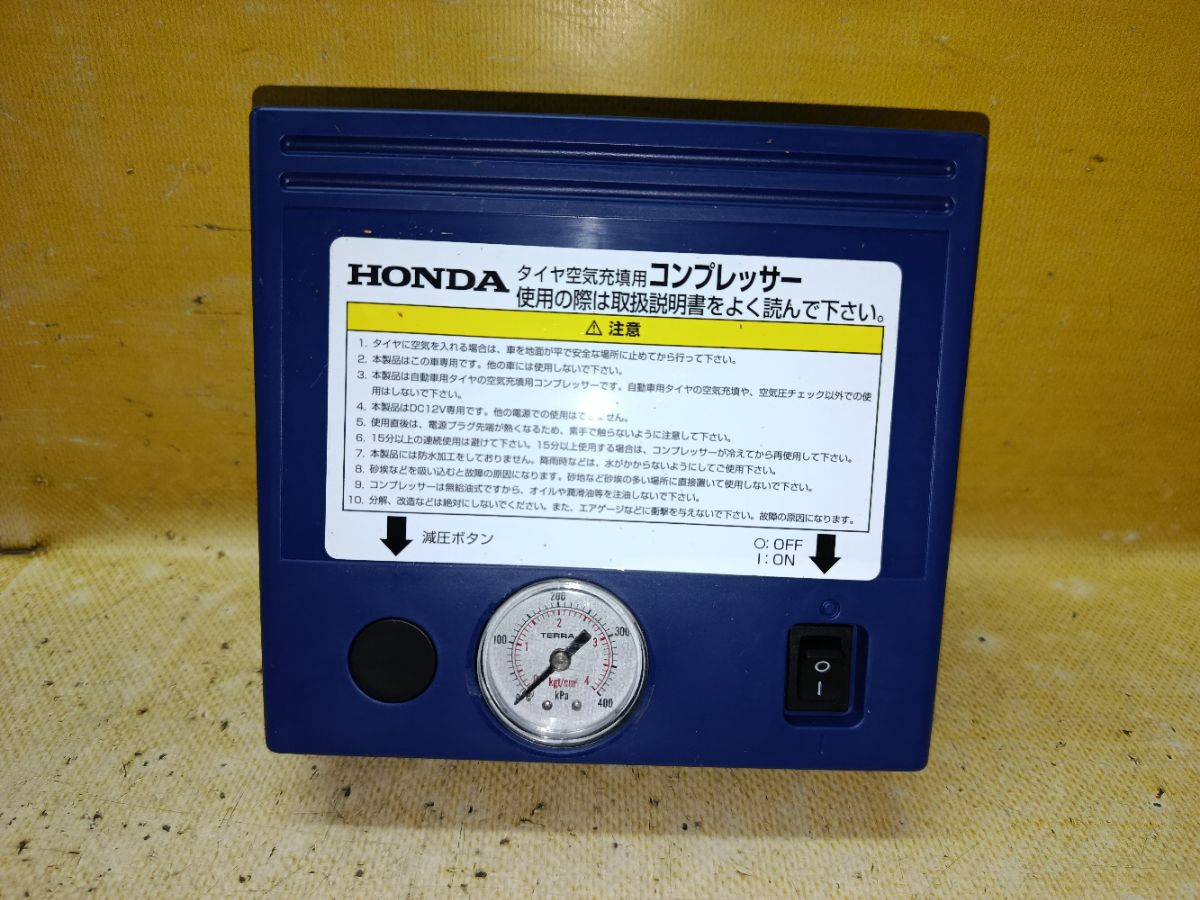 HONDA タイヤ空気充填用コンプレッサー
使用の際は取扱説明書をよく読んで下さい。
⚠ 注意
1. タイヤに空気を入れる場合は、車を地面が平で安全な場所に止めてから行って下さい。
2. 本製品はこの車専用です。他の車には使用しないで下さい。
3. 本製品は自動車用タイヤの空気充填用コンプレッサーです。自動車用タイヤの空気充填や、空気圧チェック以外での使
用はしないで下さい。
4. 本製品はDC12V専用です。他の電源での使用はできません。
5. 使用直後は、電源プラグ先端が熱くなるため、素手で触らないように注意して下さい。
6. 15分以上の連続使用は避けて下さい。15分以上使用する場合は、コンプレッサーが冷えてから再使用して下さい。
7. 本製品には防水加工をしておりません。降雨時などは、水がかからないようにしてご使用下さい。
8. 砂埃などを吸い込むと故障の原因になります。砂地など砂埃の多い場所に直接置いて使用しないで下さい。
9. コンプレッサーは無給油式ですから、オイルや潤滑油等を注油しないで下さい。
10. 分解、改造などは絶対にしないでください。また、エアゲージなどに衝撃を与えないで下さい。故障の原因になります。
減圧ボタン
○: OFF
I: ON
200
100 300
1 2 3
TERRA
0 kgf/cm² 4
0 kPa 400
○
I